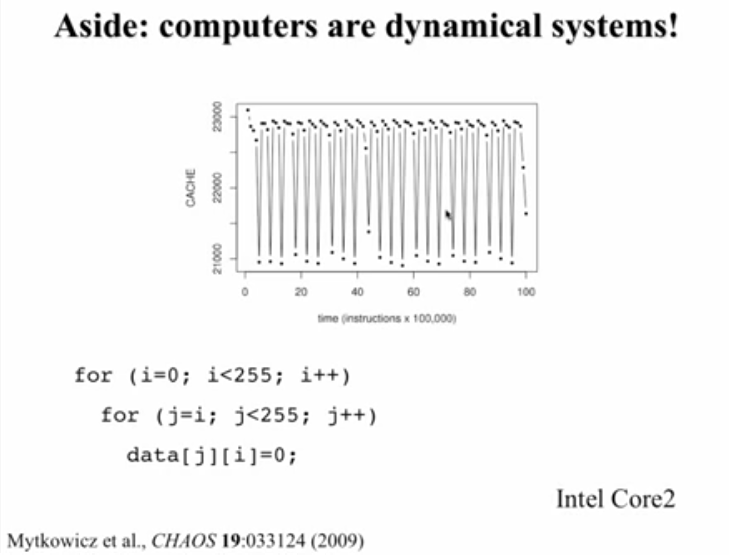 Aside: computers are dynamical systems!
23000
22000
21000
CACHE
0 20 40 60 80 100
time (instructions x 100,000)
for (i=0; i<255; i++)
for (j=i; j<255; j++)
data[j][i]=0;
Intel Core2
Mytkowicz et al., CHAOS 19:033124 (2009)